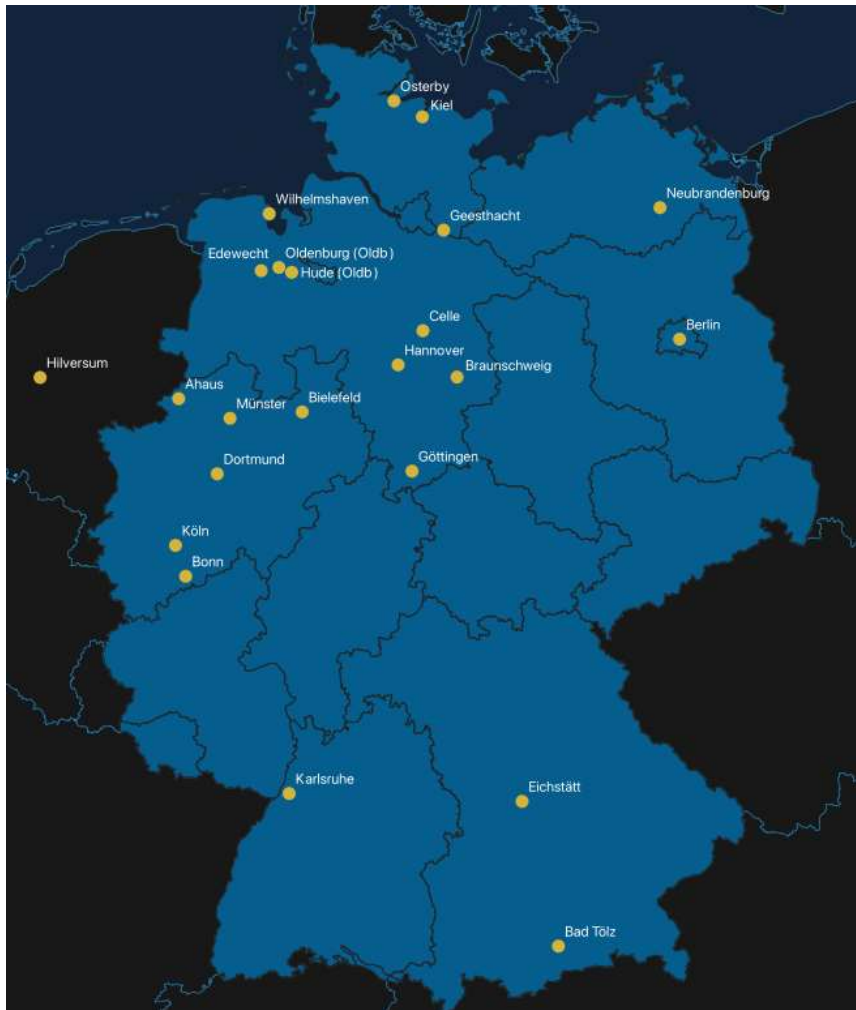 Osterby
Kiel
Wilhelmshaven
Neubrandenburg
Geesthacht
Edewecht
Oldenburg (Oldb)
Hude (Oldb)
Celle
Berlin
Hannover
Hilversum
Braunschweig
Ahaus
Münster
Bielefeld
Dortmund
Göttingen
Köln
Bonn
Karlsruhe
Eichstätt
Bad Tölz